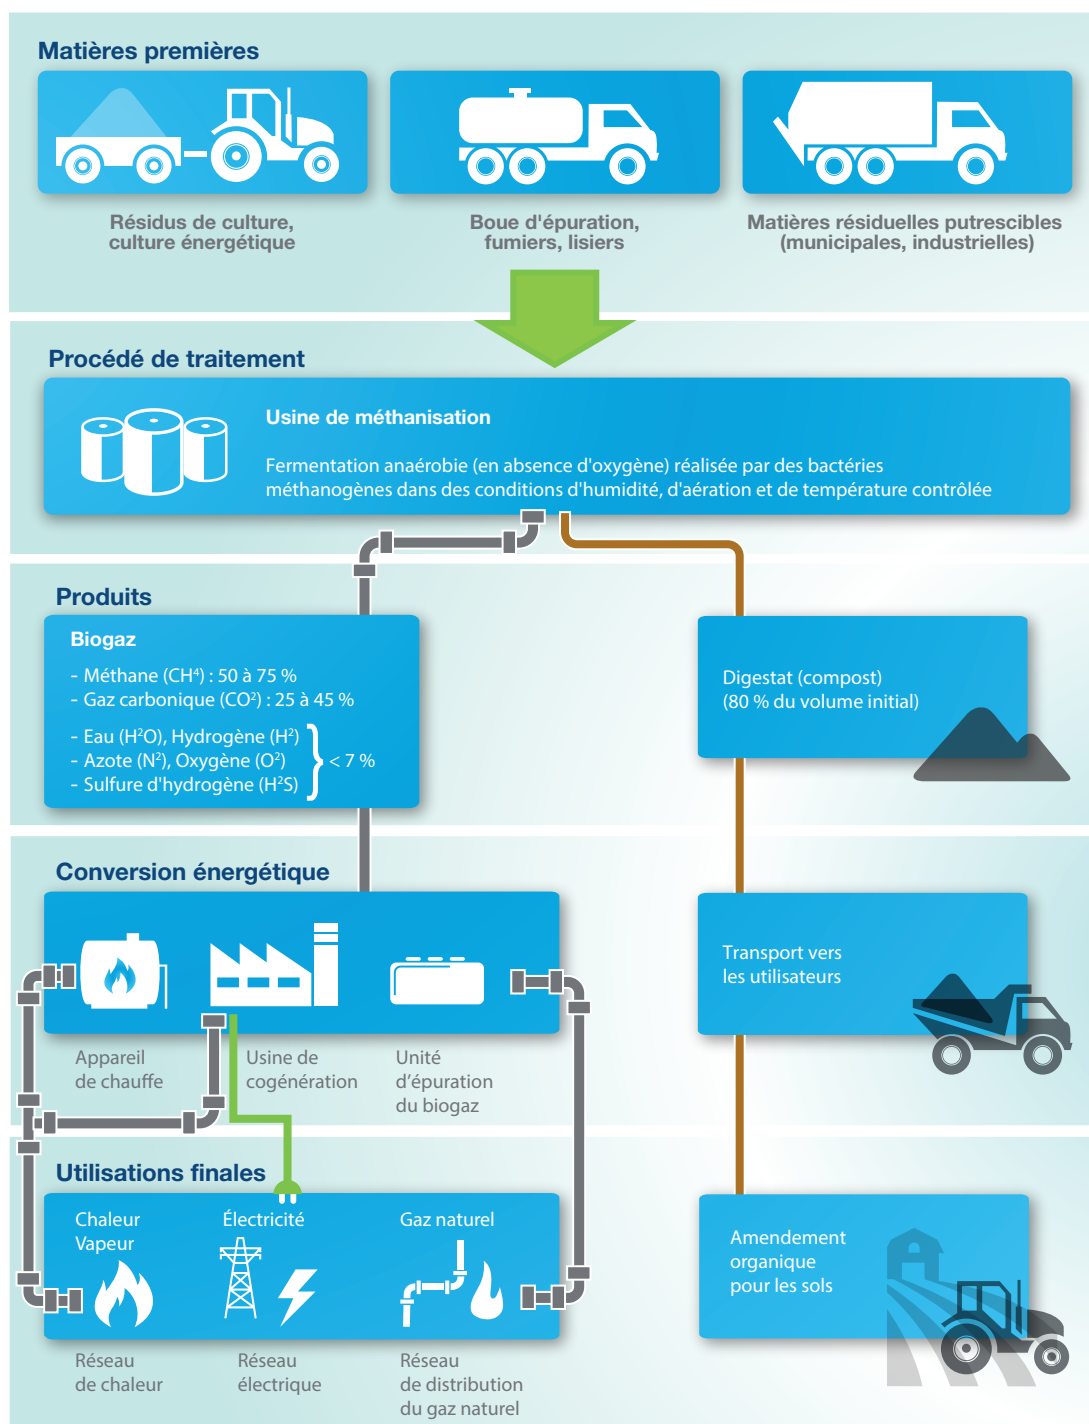 Matières premières
Résidus de culture,
culture énergétique
Boue d'épuration,
fumiers, lisiers
Matières résiduelles putrescibles
(municipales, industrielles)
Procédé de traitement
Usine de méthanisation
Fermentation anaérobie (en absence d'oxygène) réalisée par des bactéries
méthanogènes dans des conditions d'humidité, d'aération et de température contrôlée
Produits
Biogaz
- Méthane (CH⁴) : 50 à 75 %
- Gaz carbonique (CO²) : 25 à 45 %
- Eau (H²O), Hydrogène (H²)
- Azote (N²), Oxygène (O²)
- Sulfure d'hydrogène (H²S)
< 7 %
Digestat (compost)
(80 % du volume initial)
Conversion énergétique
Appareil
de chauffe
Usine de
cogénération
Unité
d'épuration
du biogaz
Transport vers
les utilisateurs
Utilisations finales
Chaleur
Vapeur
Électricité
Gaz naturel
Réseau
de chaleur
Réseau
électrique
Réseau
de distribution
du gaz naturel
Amendement
organique
pour les sols